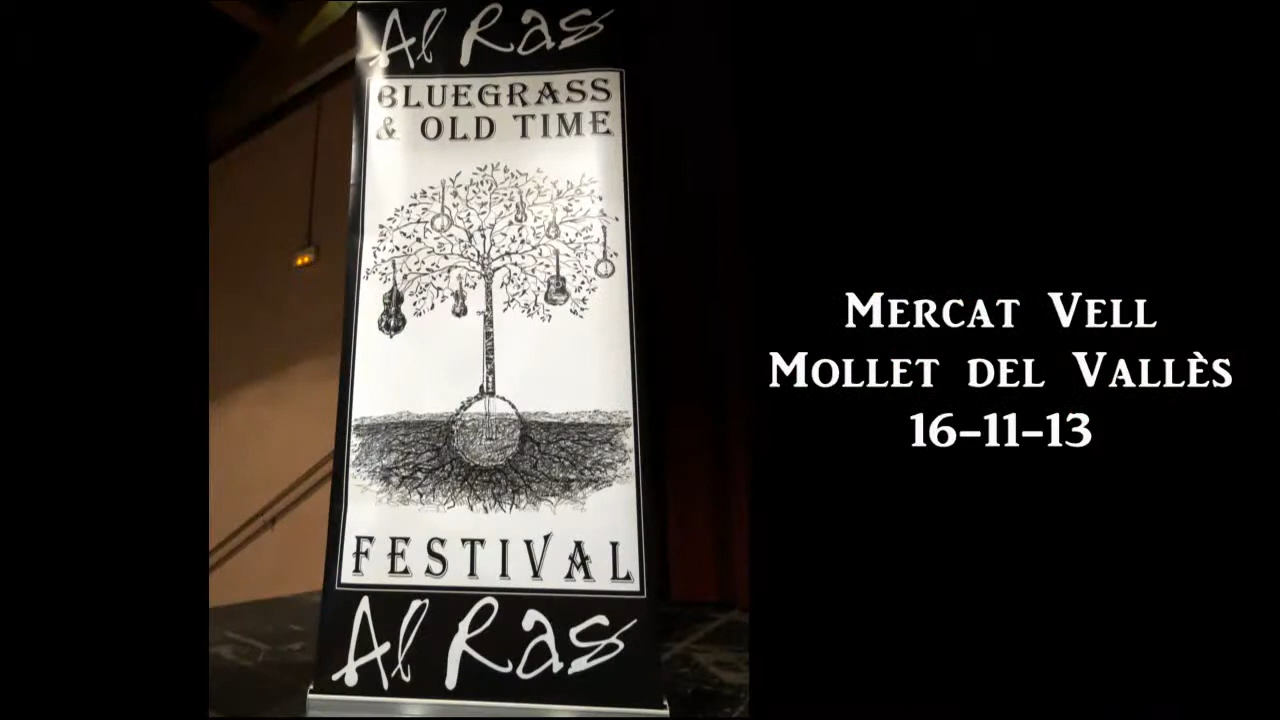 Al Ras
BLUEGRASS
& OLD TIME
FESTIVAL
Al Ras
Mercat Vell
Mollet del Vallès
16-11-13